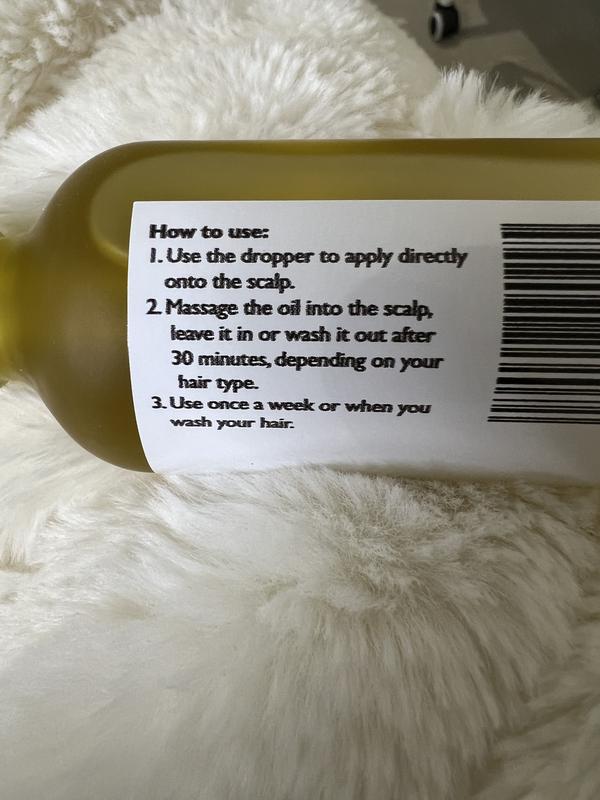 How to use:
1. Use the dropper to apply directly
onto the scalp.
2. Massage the oil into the scalp,
leave it in or wash it out after
30 minutes, depending on your
hair type.
3. Use once a week or when you
wash your hair.